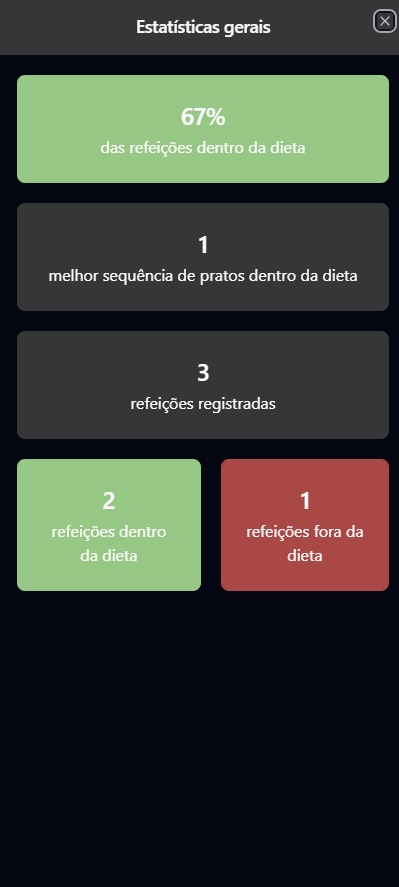 Estatísticas gerais
67%
das refeições dentro da dieta
1
melhor sequência de pratos dentro da dieta
3
refeições registradas
2
refeições dentro
da dieta
1
refeições fora da
dieta